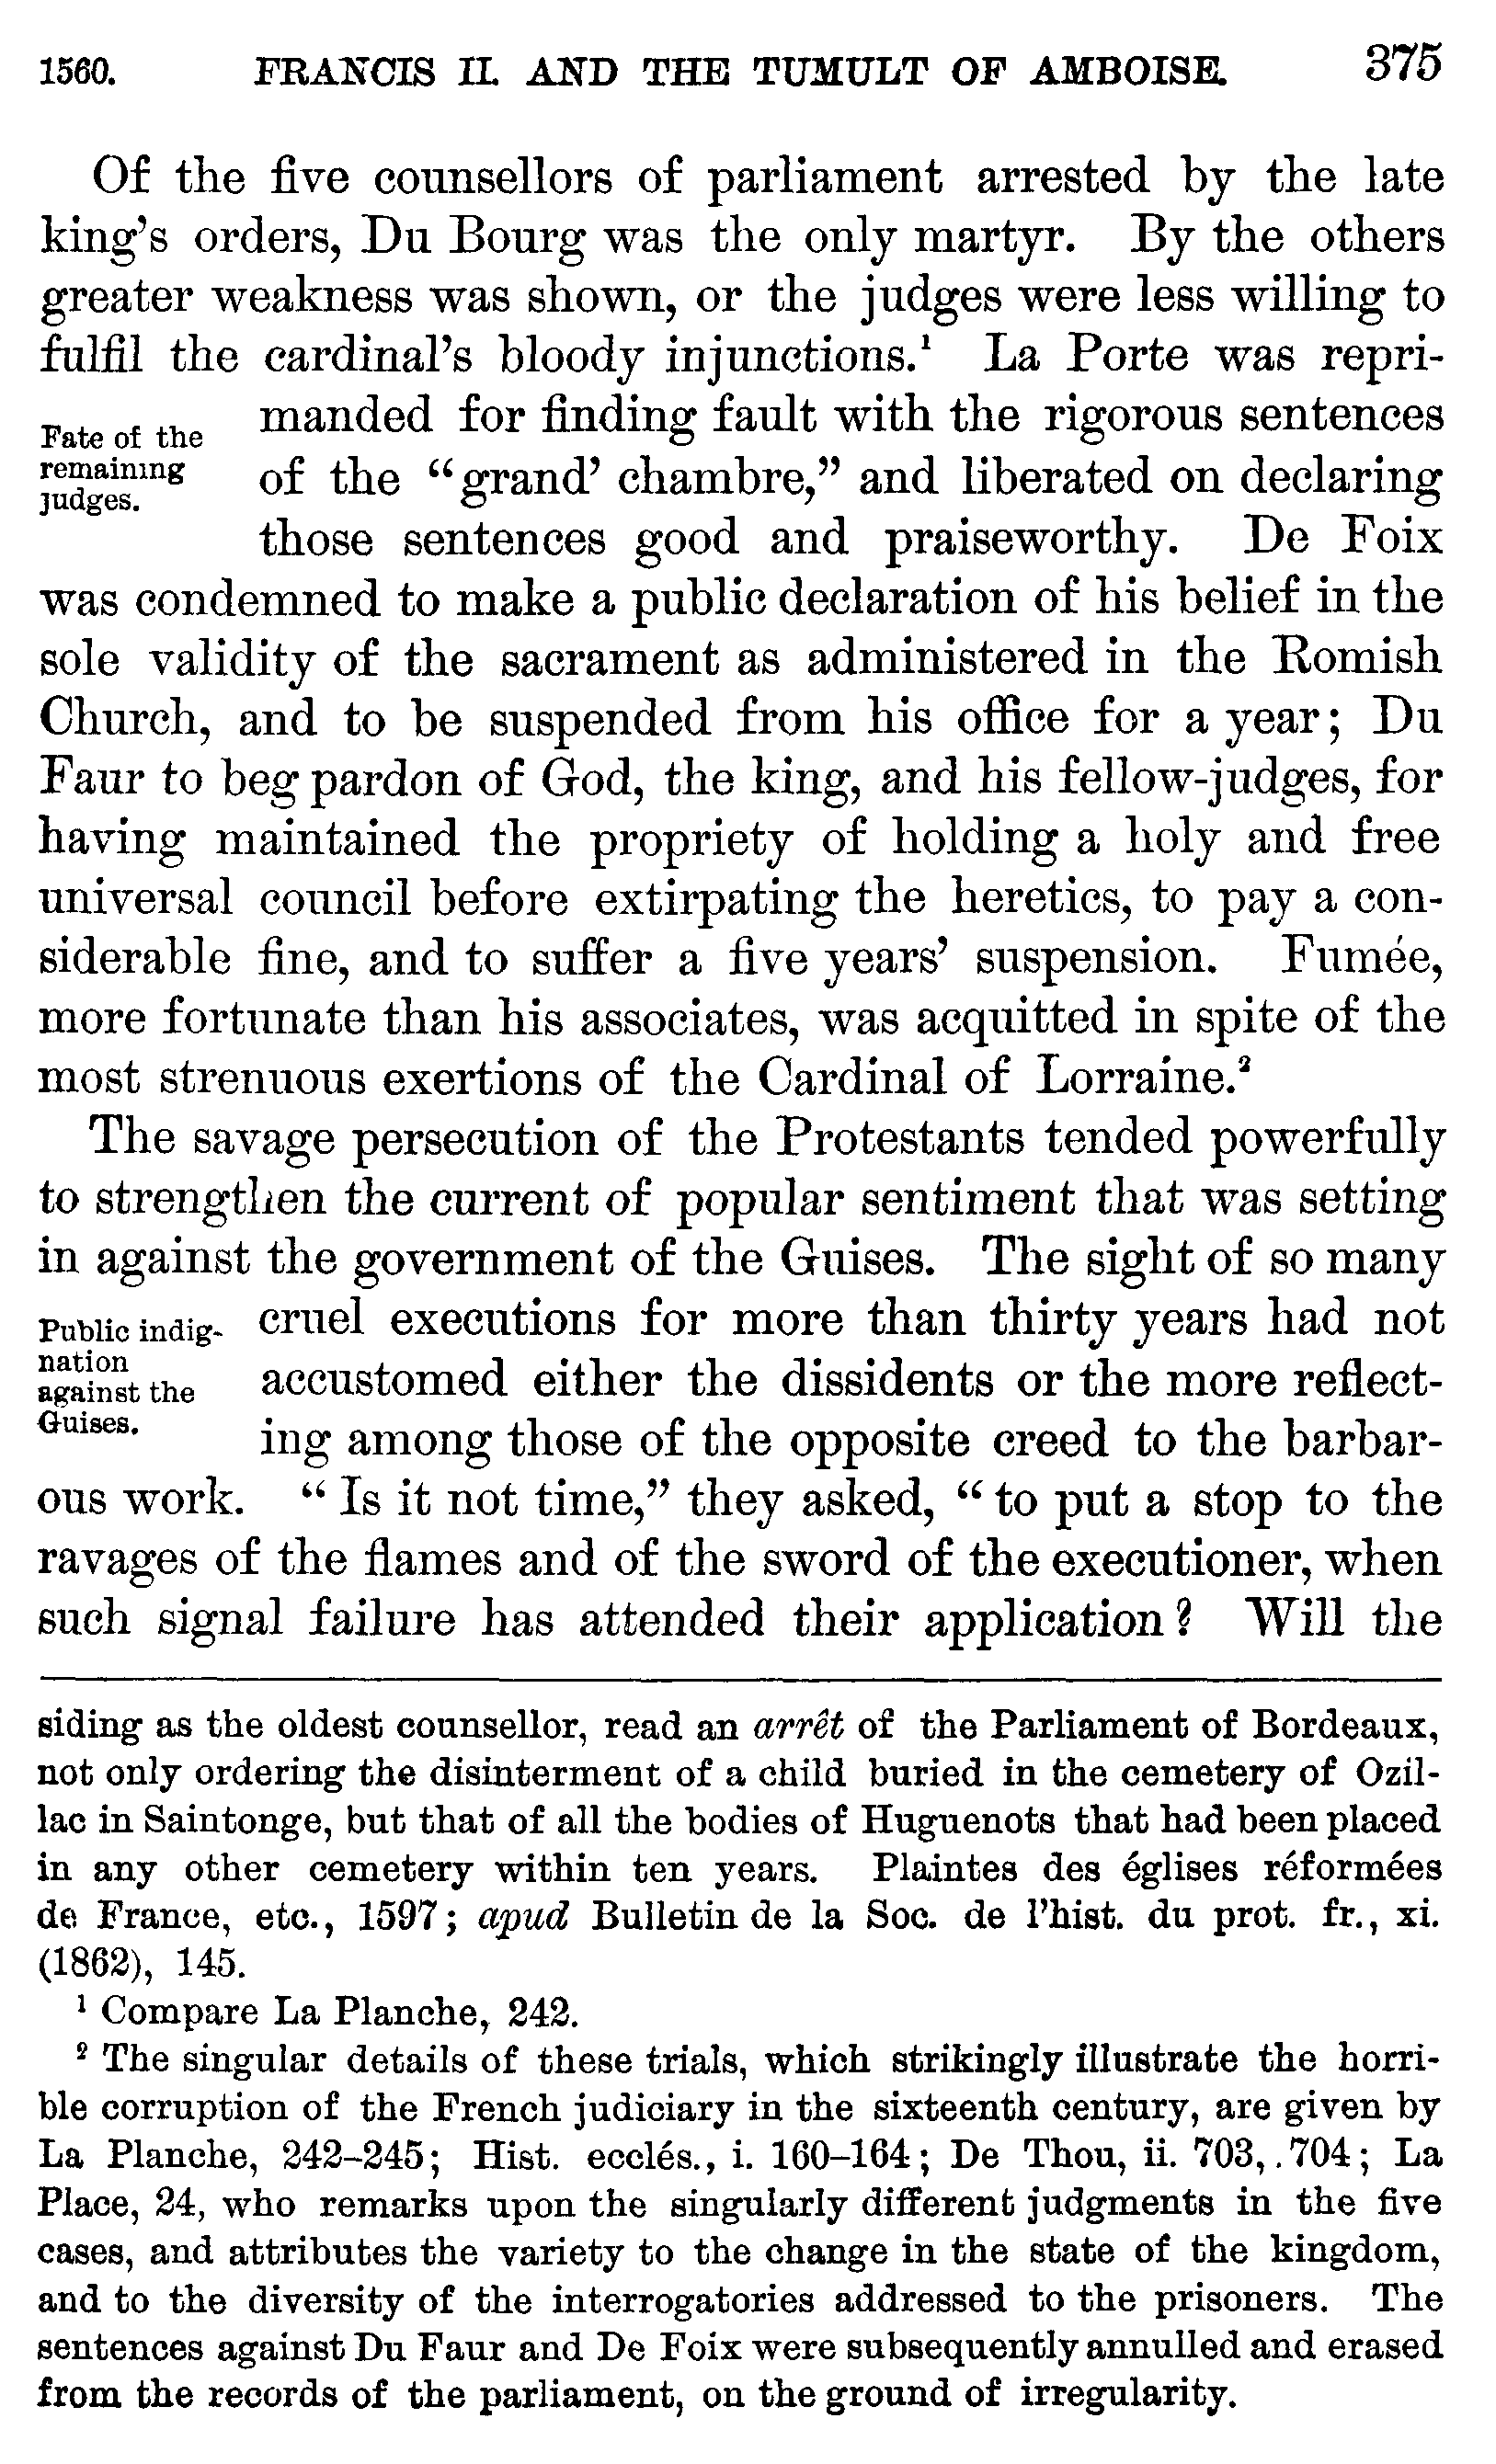 1560. FRANCIS II. AND THE TUMULT OF AMBOISE. 375
Of the five counsellors of parliament arrested by the late
king’s orders, Du Bourg was the only martyr. By the others
greater weakness was shown, or the judges were less willing to
fulfil the cardinal’s bloody injunctions.¹ La Porte was repri-
manded for finding fault with the rigorous sentences
Fate of the
remaining
judges.
of the “grand’ chambre,” and liberated on declaring
those sentences good and praiseworthy. De Foix
was condemned to make a public declaration of his belief in the
sole validity of the sacrament as administered in the Romish
Church, and to be suspended from his office for a year; Du
Faur to beg pardon of God, the king, and his fellow-judges, for
having maintained the propriety of holding a holy and free
universal council before extirpating the heretics, to pay a con-
siderable fine, and to suffer a five years’ suspension. Fumée,
more fortunate than his associates, was acquitted in spite of the
most strenuous exertions of the Cardinal of Lorraine.²
The savage persecution of the Protestants tended powerfully
to strengthen the current of popular sentiment that was setting
in against the government of the Guises. The sight of so many
Public indig-
nation
against the
Guises.
cruel executions for more than thirty years had not
accustomed either the dissidents or the more reflect-
ing among those of the opposite creed to the barbar-
ous work. “Is it not time,” they asked, “to put a stop to the
ravages of the flames and of the sword of the executioner, when
such signal failure has attended their application? Will the
siding as the oldest counsellor, read an arrêt of the Parliament of Bordeaux,
not only ordering the disinterment of a child buried in the cemetery of Ozil-
lac in Saintonge, but that of all the bodies of Huguenots that had been placed
in any other cemetery within ten years. Plaintes des églises réformées
de France, etc., 1597; apud Bulletin de la Soc. de l’hist. du prot. fr., xi.
(1862), 145.
¹ Compare La Planche, 242.
² The singular details of these trials, which strikingly illustrate the horri-
ble corruption of the French judiciary in the sixteenth century, are given by
La Planche, 242–245; Hist. ecclés., i. 160–164; De Thou, ii. 703, 704; La
Place, 24, who remarks upon the singularly different judgments in the five
cases, and attributes the variety to the change in the state of the kingdom,
and to the diversity of the interrogatories addressed to the prisoners. The
sentences against Du Faur and De Foix were subsequently annulled and erased
from the records of the parliament, on the ground of irregularity.